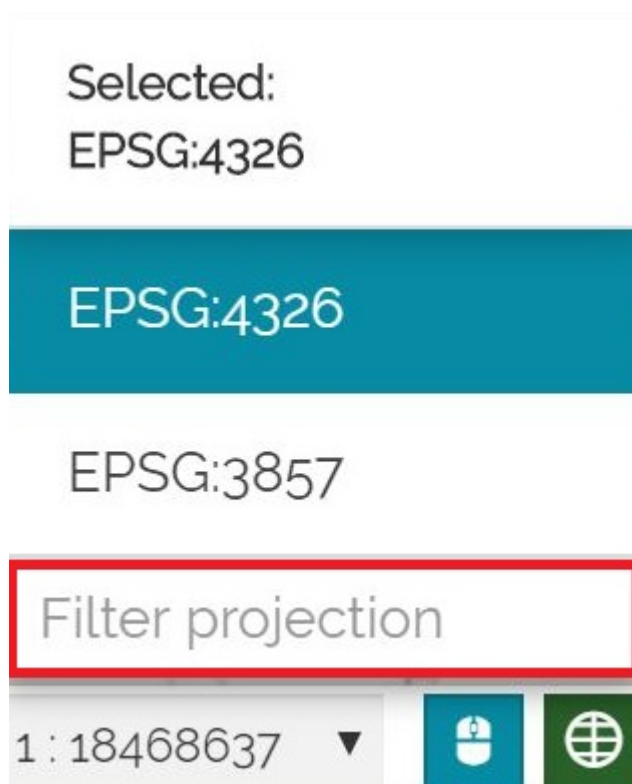 Selected:
EPSG:4326
EPSG:4326
EPSG:3857
Filter projection
1 : 18468637 ▼